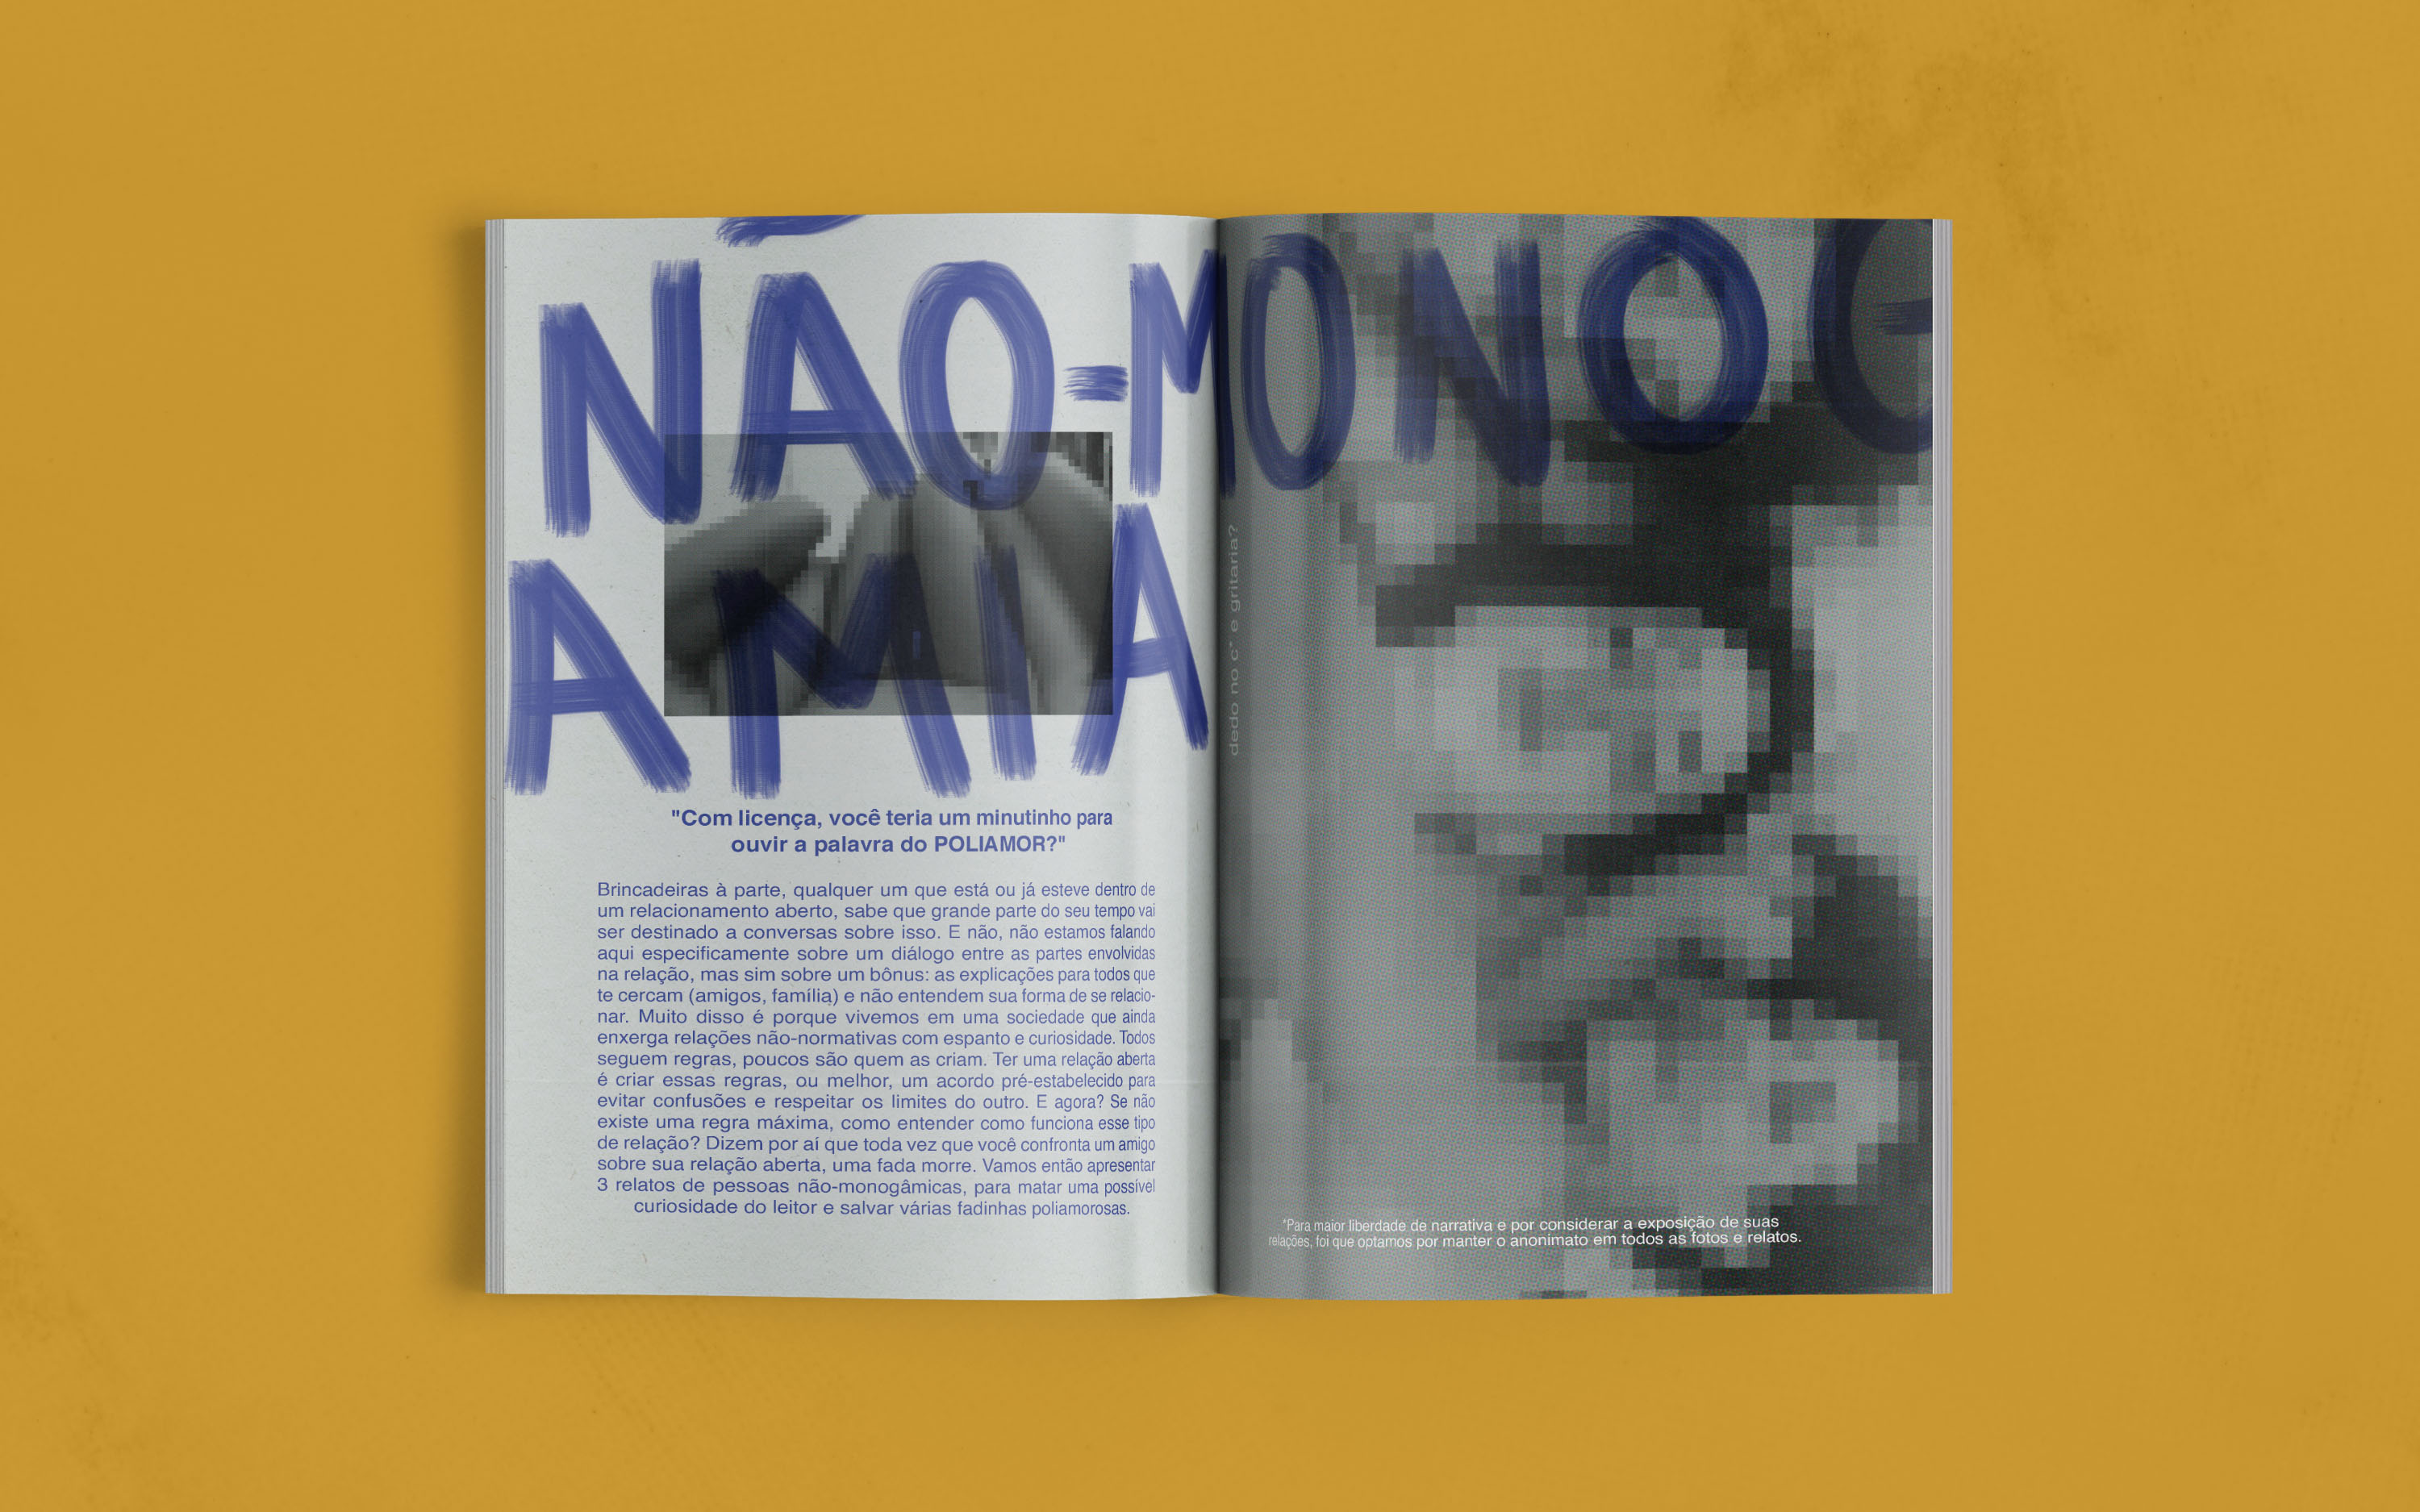 NÃO-MONOG
AMIA
"Com licença, você teria um minutinho para
ouvir a palavra do POLIAMOR?"
Brincadeiras à parte, qualquer um que está ou já esteve dentro de
um relacionamento aberto, sabe que grande parte do seu tempo vai
ser destinado a conversas sobre isso. E não, não estamos falando
aqui especificamente sobre um diálogo entre as partes envolvidas
na relação, mas sim sobre um bônus: as explicações para todos que
te cercam (amigos, família) e não entendem sua forma de se relacio-
nar. Muito disso é porque vivemos em uma sociedade que ainda
enxerga relações não-normativas com espanto e curiosidade. Todos
seguem regras, poucos são quem as criam. Ter uma relação aberta
é criar essas regras, ou melhor, um acordo pré-estabelecido para
evitar confusões e respeitar os limites do outro. E agora? Se não
existe uma regra máxima, como entender como funciona esse tipo
de relação? Dizem por aí que toda vez que você confronta um amigo
sobre sua relação aberta, uma fada morre. Vamos então apresentar
3 relatos de pessoas não-monogâmicas, para matar uma possível
curiosidade do leitor e salvar várias fadinhas poliamorosas.
dedo no c* e gritaria?
*Para maior liberdade de narrativa e por considerar a exposição de suas
relações, foi que optamos por manter o anonimato em todos as fotos e relatos.